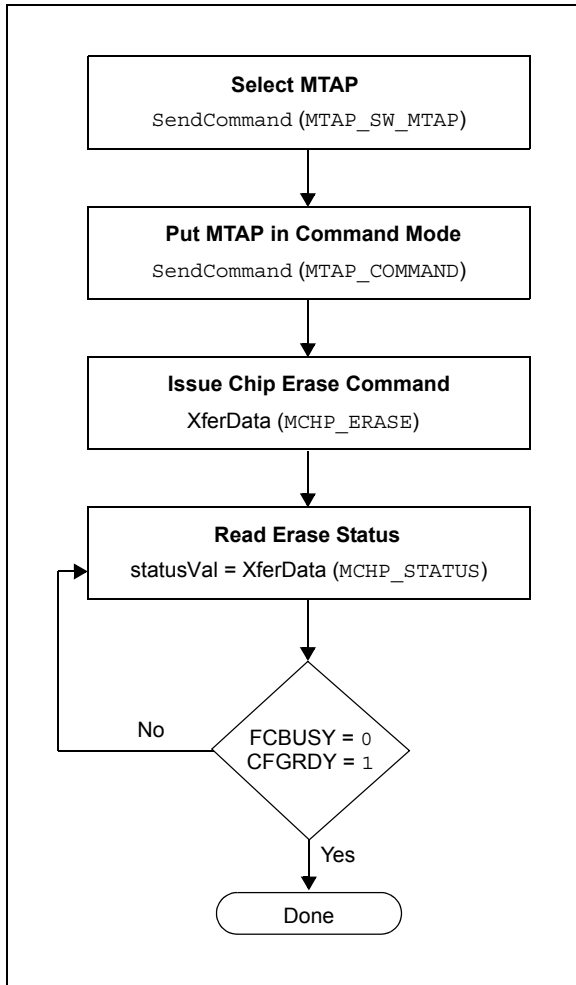 Select MTAP
SendCommand (MTAP_SW_MTAP)
Put MTAP in Command Mode
SendCommand (MTAP_COMMAND)
Issue Chip Erase Command
XferData (MCHP_ERASE)
Read Erase Status
statusVal = XferData (MCHP_STATUS)
No
FCBUSY = 0
CFGRDY = 1
Yes
Done